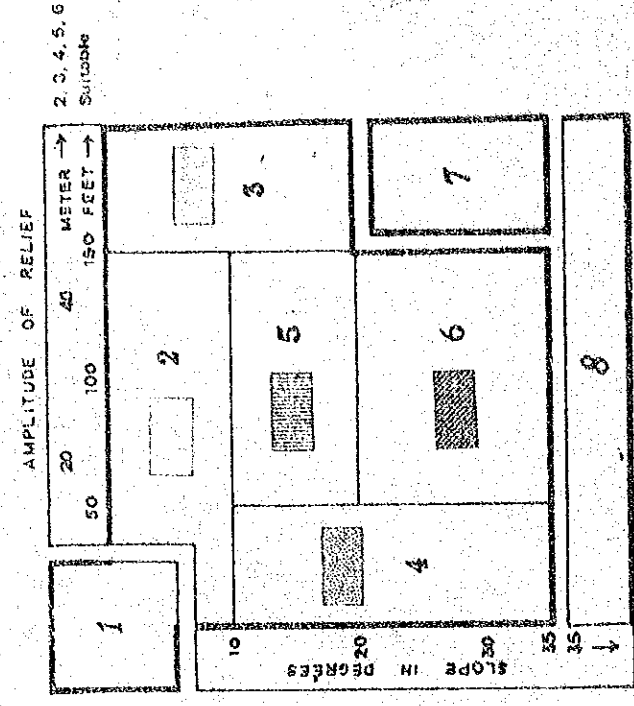 AMPLITUDE OF RELIEF
20 40 METER →
50 100 150 FEET →
2, 3, 4, 5, 6
Suitable
1
2
3
4
5
6
7
8
SLOPE IN DEGREES
10
20
30
35
35
↓